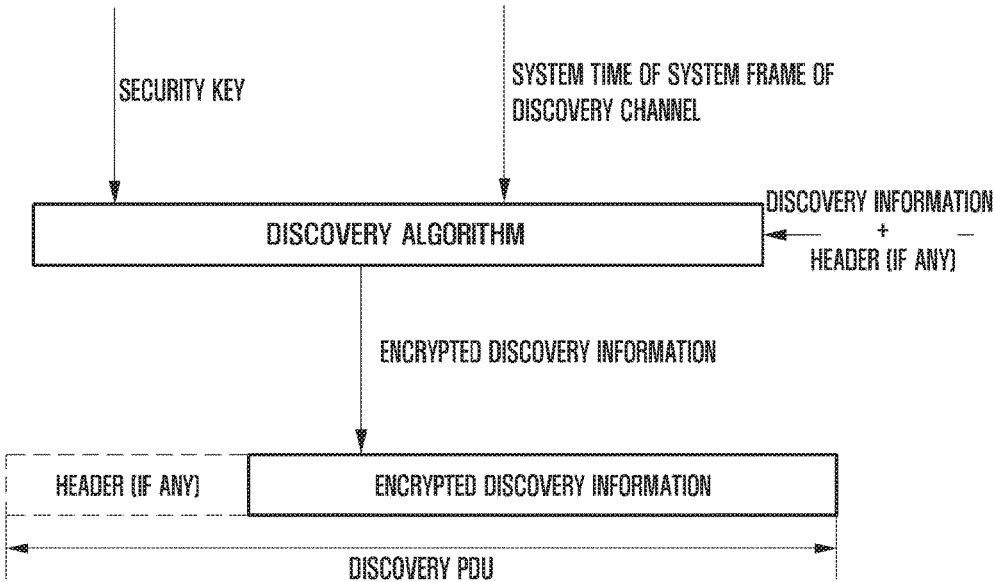 SECURITY KEY
SYSTEM TIME OF SYSTEM FRAME OF
DISCOVERY CHANNEL
DISCOVERY ALGORITHM
DISCOVERY INFORMATION
+
HEADER (IF ANY)
ENCRYPTED DISCOVERY INFORMATION
HEADER (IF ANY)
ENCRYPTED DISCOVERY INFORMATION
DISCOVERY PDU